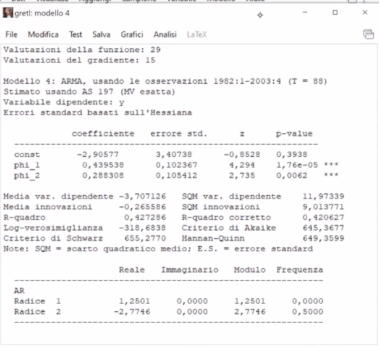 gretl: modello 4
File Modifica Test Salva Grafici Analisi LaTeX
Valutazioni della funzione: 29
Valutazioni del gradiente: 15
Modello 4: ARMA, usando le osservazioni 1982:1-2003:4 (T = 88)
Stimato usando AS 197 (MV esatta)
Variabile dipendente: y
Errori standard basati sull'Hessiana
coefficiente errore std. z p-value
const -2,90577 3,40738 -0,8528 0,3938
phi_1 0,439538 0,102367 4,294 1,76e-05 ***
phi_2 0,288308 0,105412 2,735 0,0062 ***
Media var. dipendente -3,707126 SQM var. dipendente 11,97339
Media innovazioni -0,265586 SQM innovazioni 9,013771
R-quadro 0,427286 R-quadro corretto 0,420627
Log-verosimiglianza -318,6838 Criterio di Akaike 645,3677
Criterio di Schwarz 655,2770 Hannan-Quinn 649,3599
Note: SQM = scarto quadratico medio; E.S. = errore standard
Reale Immaginario Modulo Frequenza
AR
Radice 1 1,2501 0,0000 1,2501 0,0000
Radice 2 -2,7746 0,0000 2,7746 0,5000